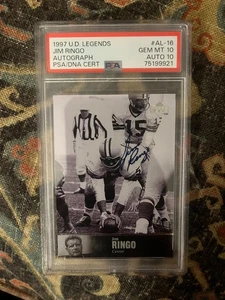 1997 U.D. LEGENDS #AL-16
JIM RINGO GEM MT 10
AUTOGRAPH AUTO 10
PSA/DNA CERT PSA 75199921
15
JIM
RINGO